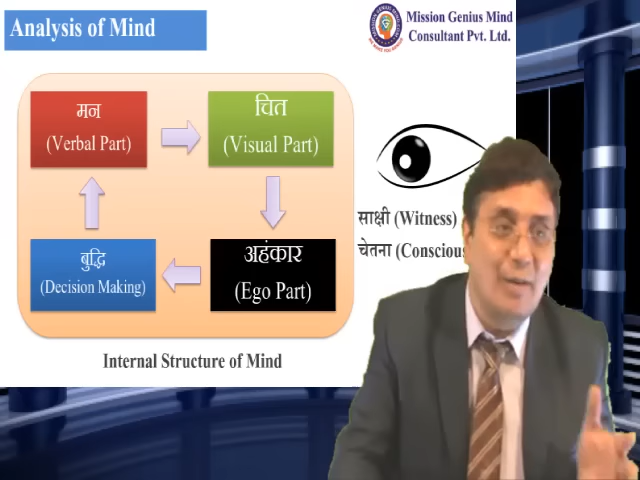 Analysis of Mind
Mission Genius Mind
Consultant Pvt. Ltd.
मन
(Verbal Part)
चित
(Visual Part)
बुद्धि
(Decision Making)
अहंकार
(Ego Part)
साक्षी (Witness)
चेतना (Conscious
Internal Structure of Mind